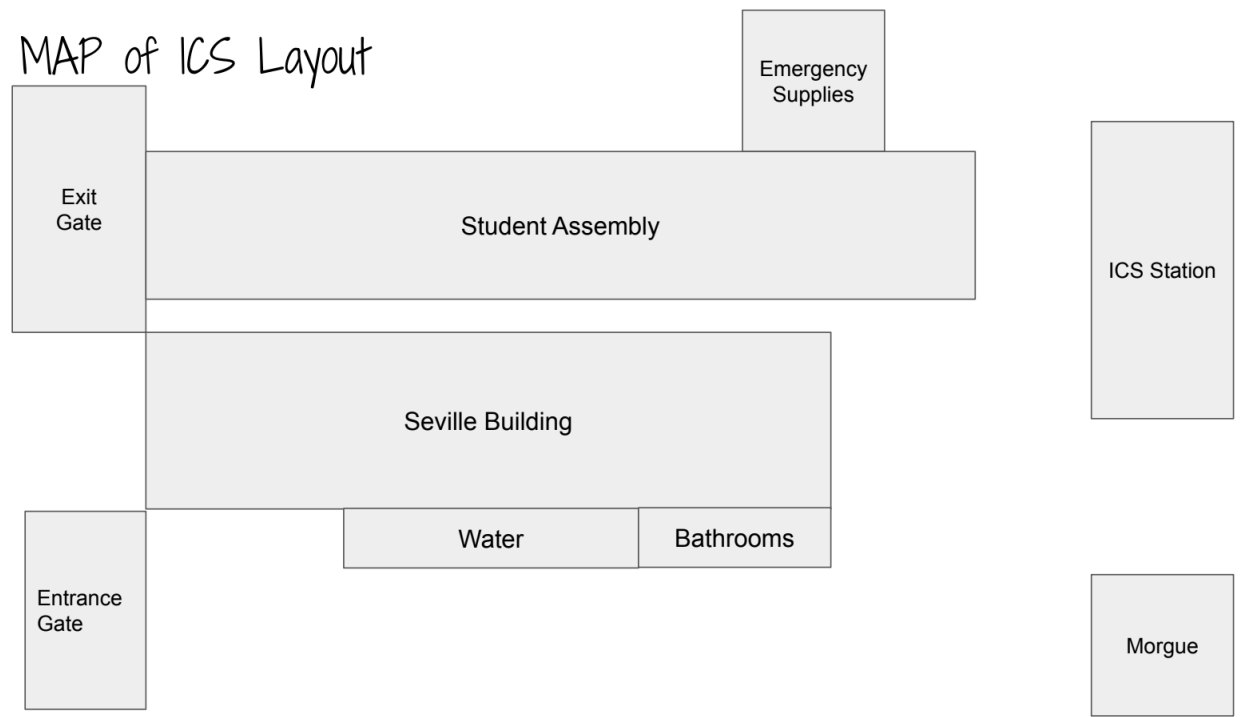 MAP of ICS Layout
Emergency
Supplies
Exit
Gate
Student Assembly
ICS Station
Seville Building
Water
Bathrooms
Entrance
Gate
Morgue